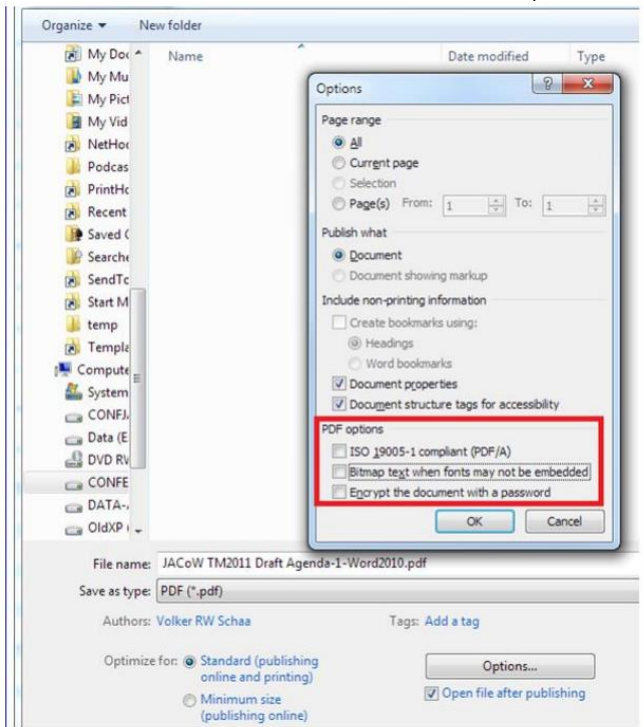 Organize New folder
Name Date modified Type
My Doc
My Mu
My Pict
My Vid
NetHoo
Podcas
PrintHo
Recent
Saved
Searche
SendTo
Start M
temp
Templa
Compute
System
CONFJ
Data (E
DVD RW
CONFE
DATA-
OldXP
Options
Page range
All
Current page
Selection
Page(s) From: 1 To: 1
Publish what
Document
Document showing markup
Include non-printing information
Create bookmarks using:
Headings
Word bookmarks
Document properties
Document structure tags for accessibility
PDF options
ISO 19005-1 compliant (PDF/A)
Bitmap text when fonts may not be embedded
Encrypt the document with a password
OK Cancel
File name: JACoW TM2011 Draft Agenda-1-Word2010.pdf
Save as type: PDF (*.pdf)
Authors: Volker RW Schaa Tags: Add a tag
Optimize for: Standard (publishing
online and printing)
Options...
Minimum size
(publishing online)
Open file after publishing